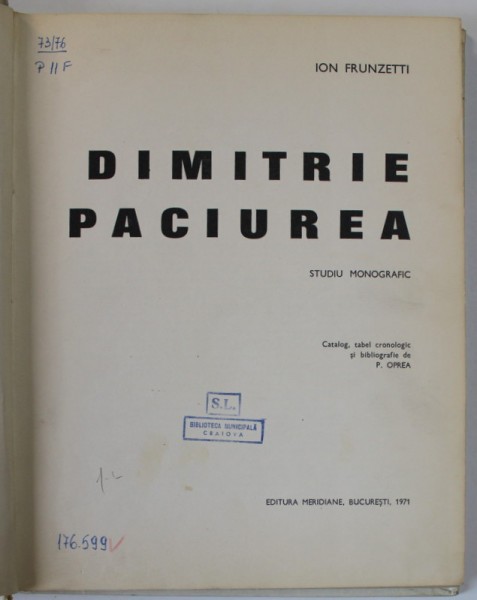 73/76
P II F
ION FRUNZETTI
DIMITRIE
PACIUREA
STUDIU MONOGRAFIC
Catalog, tabel cronologic
și bibliografie de
P. OPREA
S.L.
BIBLIOTECA MUNICIPALĂ
CRAIOVA
EDITURA MERIDIANE, BUCUREȘTI, 1971
176.599